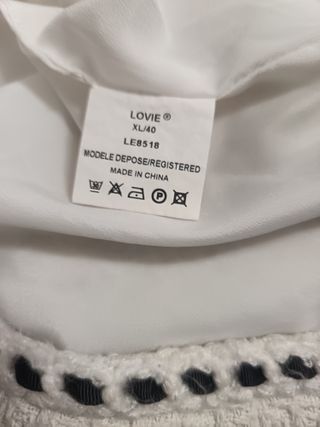 LOVIE ®
XL/40
LE8518
MODELE DEPOSE/REGISTERED
MADE IN CHINA
P